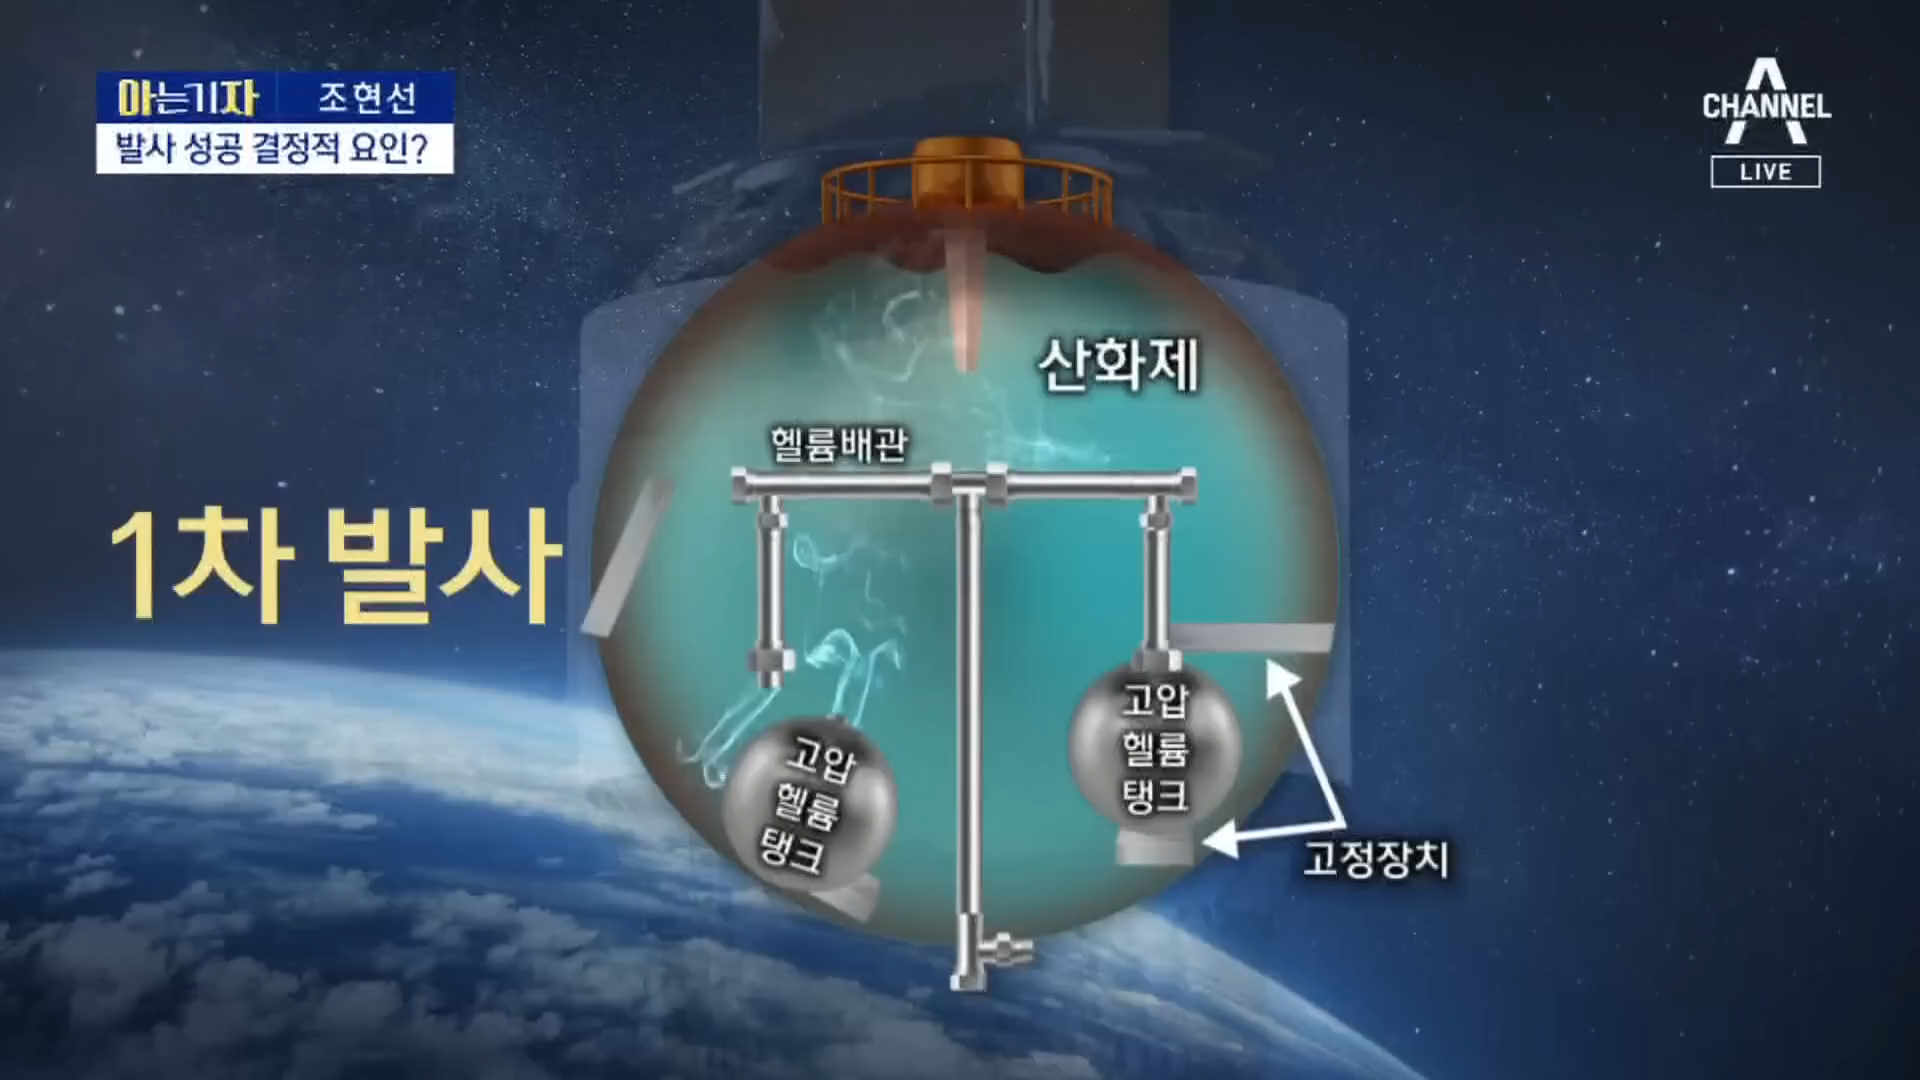 아는기자 조현선
발사 성공 결정적 요인?
CHANNEL A
LIVE
산화제
헬륨배관
1차 발사
고압
헬륨
탱크
고압
헬륨
탱크
고정장치